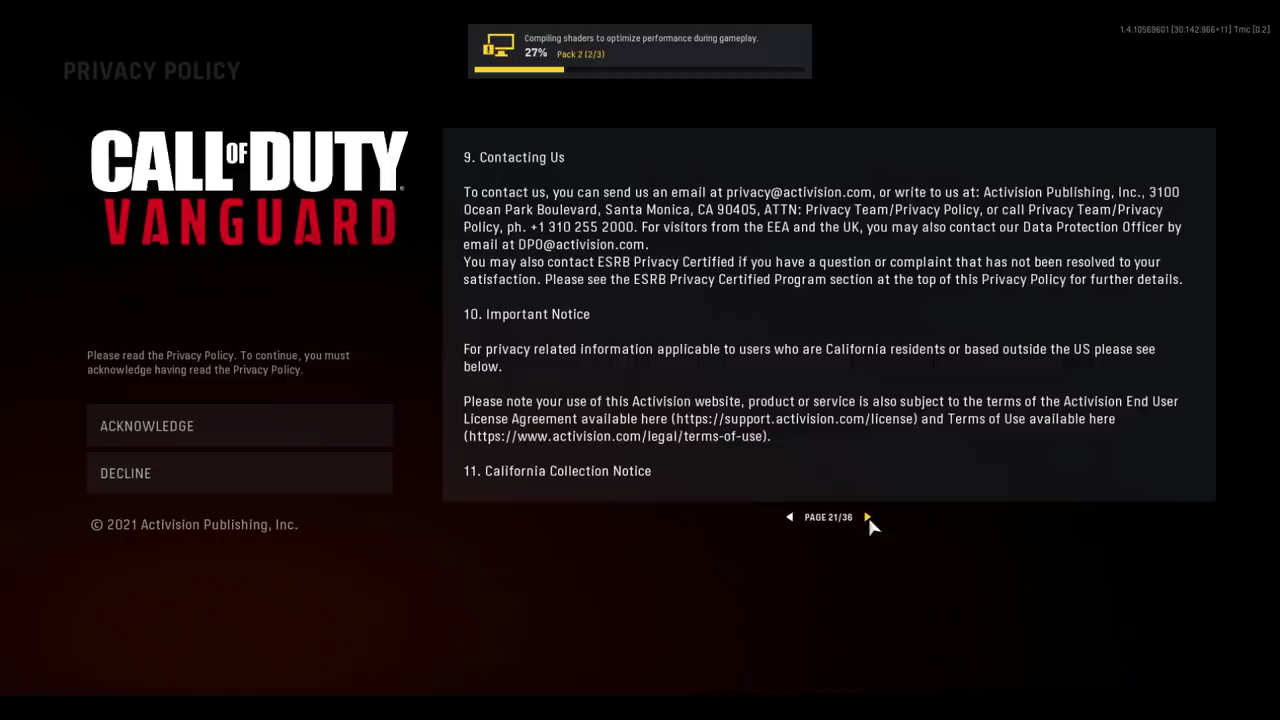 Compiling shaders to optimize performance during gameplay.
27% Pack 2 (2/3)
1.4.10569601 [30:142:966+11] Tmc [0.2]
PRIVACY POLICY
CALL OF DUTY
VANGUARD
Please read the Privacy Policy. To continue, you must
acknowledge having read the Privacy Policy.
ACKNOWLEDGE
DECLINE
© 2021 Activision Publishing, Inc.
9. Contacting Us
To contact us, you can send us an email at privacy@activision.com, or write to us at: Activision Publishing, Inc., 3100
Ocean Park Boulevard, Santa Monica, CA 90405, ATTN: Privacy Team/Privacy Policy, or call Privacy Team/Privacy
Policy, ph. +1 310 255 2000. For visitors from the EEA and the UK, you may also contact our Data Protection Officer by
email at DPO@activision.com.
You may also contact ESRB Privacy Certified if you have a question or complaint that has not been resolved to your
satisfaction. Please see the ESRB Privacy Certified Program section at the top of this Privacy Policy for further details.
10. Important Notice
For privacy related information applicable to users who are California residents or based outside the US please see
below.
Please note your use of this Activision website, product or service is also subject to the terms of the Activision End User
License Agreement available here (https://support.activision.com/license) and Terms of Use available here
(https://www.activision.com/legal/terms-of-use).
11. California Collection Notice
PAGE 21/36